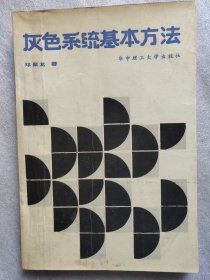 灰色系统基本方法
邓聚龙 著
华中理工大学出版社